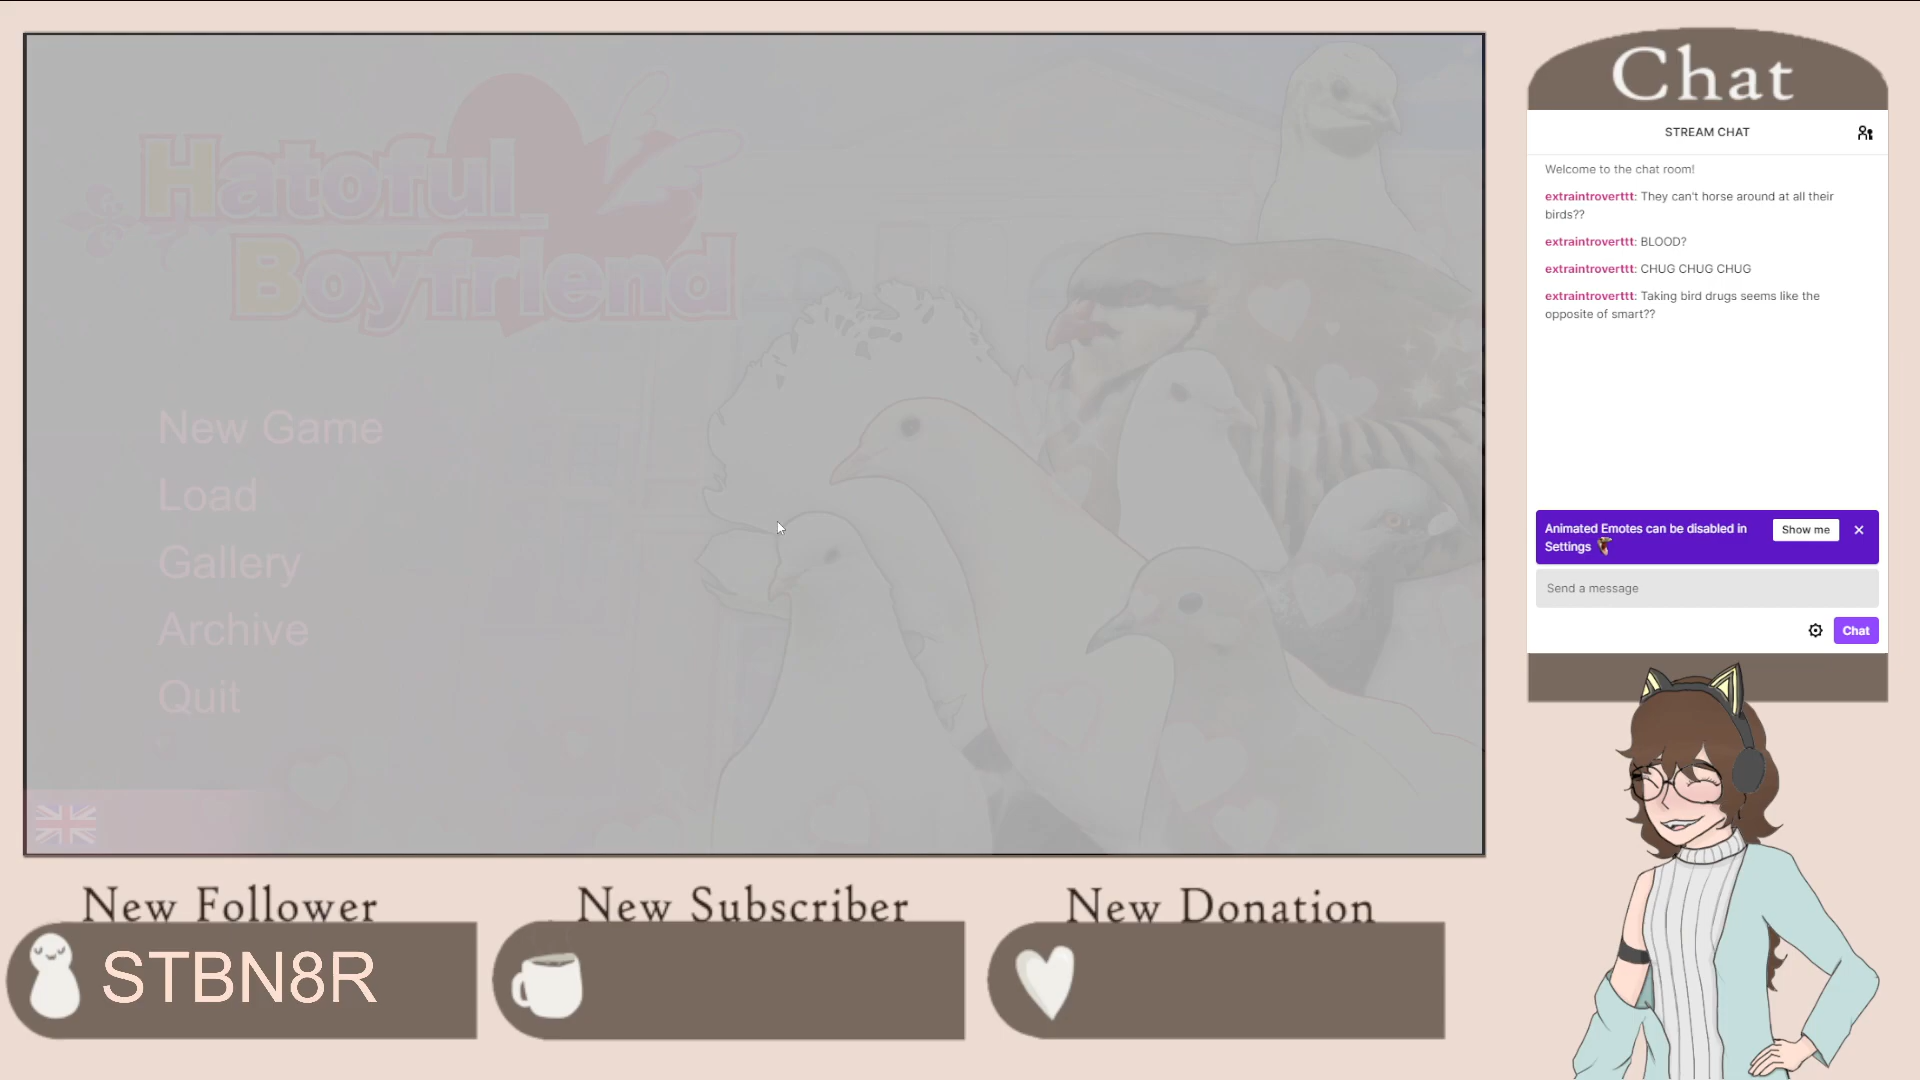 Hatoful
Boyfriend
New Game
Load
Gallery
Archive
Quit
New Follower
STBN8R
New Subscriber
New Donation
Chat
STREAM CHAT
Welcome to the chat room!
extraintroverttt: They can't horse around at all their
birds??
extraintroverttt: BLOOD?
extraintroverttt: CHUG CHUG CHUG
extraintroverttt: Taking bird drugs seems like the
opposite of smart??
Animated Emotes can be disabled in
Settings
Show me
Send a message
Chat